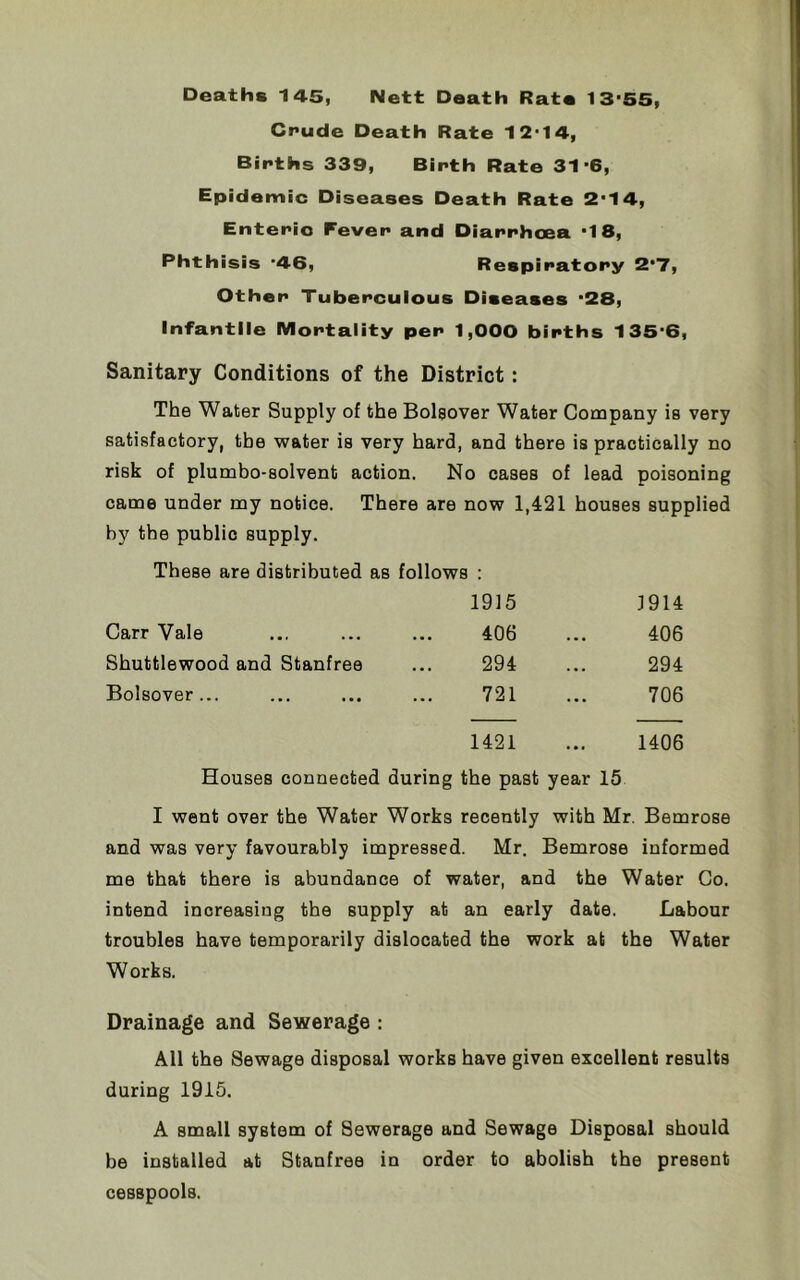 Deaths 145, Nett Death Rate 13·55,
Crude Death Rate 12·14,
Births 339, Birth Rate 31·6,
Epidemic Diseases Death Rate 2·14,
Enteric Fever and Diarrhœa ·18,
Phthisis ·46, Respiratory 2·7,
Other Tuberculous Diseases ·28,
Infantile Mortality per 1,000 births 135·6,
Sanitary Conditions of the District :
The Water Supply of the Bolsover Water Company is very
satisfactory, the water is very hard, and there is practically no
risk of plumbo-solvent action. No cases of lead poisoning
came under my notice. There are now 1,421 houses supplied
by the public supply.
These are distributed as follows :
1915 1914
Carr Vale ... ... ... 406 ... 406
Shuttlewood and Stanfree ... 294 ... 294
Bolsover ... ... ... ... 721 ... 706
1421 ... 1406
Houses connected during the past year 15
I went over the Water Works recently with Mr. Bemrose
and was very favourably impressed. Mr. Bemrose informed
me that there is abundance of water, and the Water Co.
intend increasing the supply at an early date. Labour
troubles have temporarily dislocated the work at the Water
Works.
Drainage and Sewerage :
All the Sewage disposal works have given excellent results
during 1915.
A small system of Sewerage and Sewage Disposal should
be installed at Stanfree in order to abolish the present
cesspools.